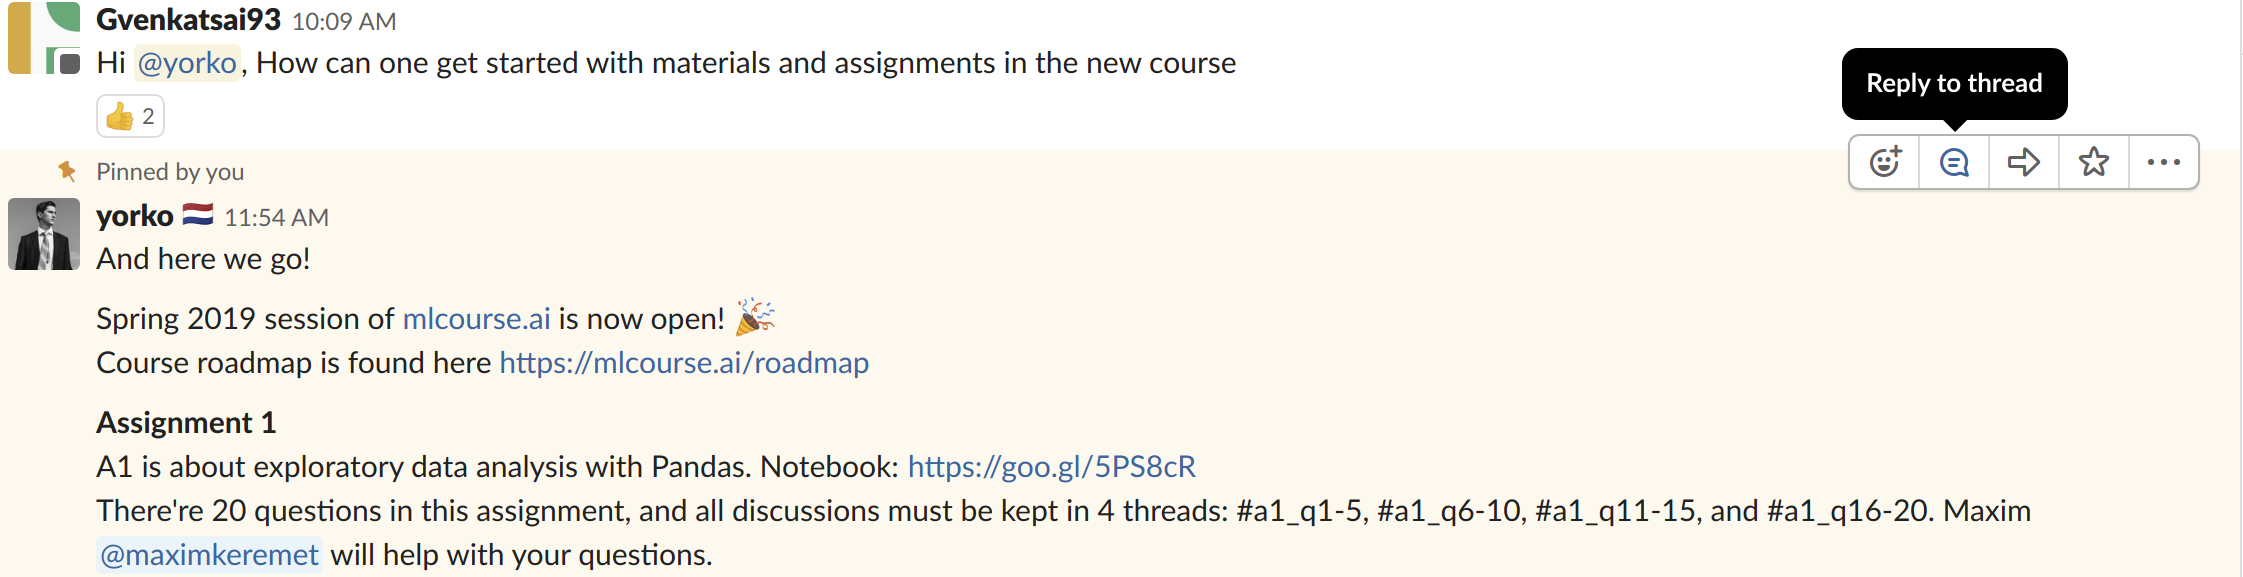 Gvenkatsai93 10:09 AM
Hi @yorko, How can one get started with materials and assignments in the new course
2
Reply to thread
Pinned by you
yorko 11:54 AM
And here we go!
Spring 2019 session of mlcourse.ai is now open!
Course roadmap is found here https://mlcourse.ai/roadmap
Assignment 1
A1 is about exploratory data analysis with Pandas. Notebook: https://goo.gl/5PS8cR
There're 20 questions in this assignment, and all discussions must be kept in 4 threads: #a1_q1-5, #a1_q6-10, #a1_q11-15, and #a1_q16-20. Maxim
@maximkeremet will help with your questions.